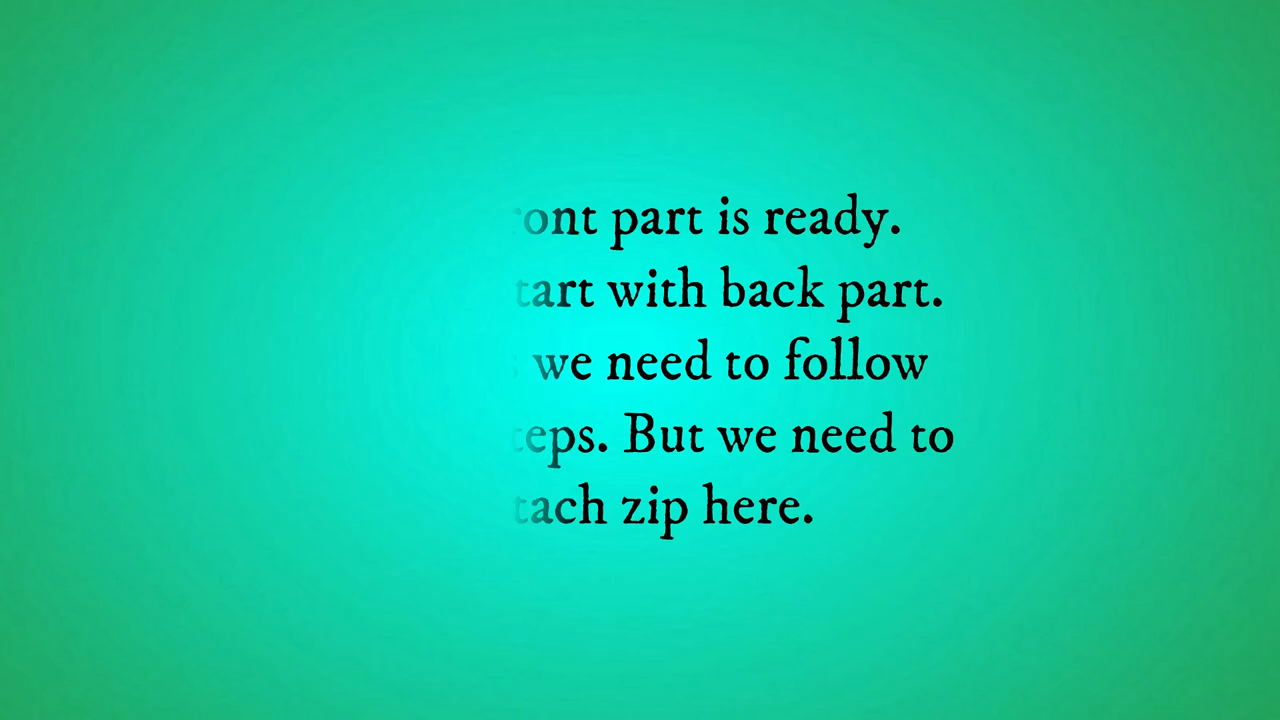 ont part is ready.
tart with back part.
we need to follow
teps. But we need to
tach zip here.